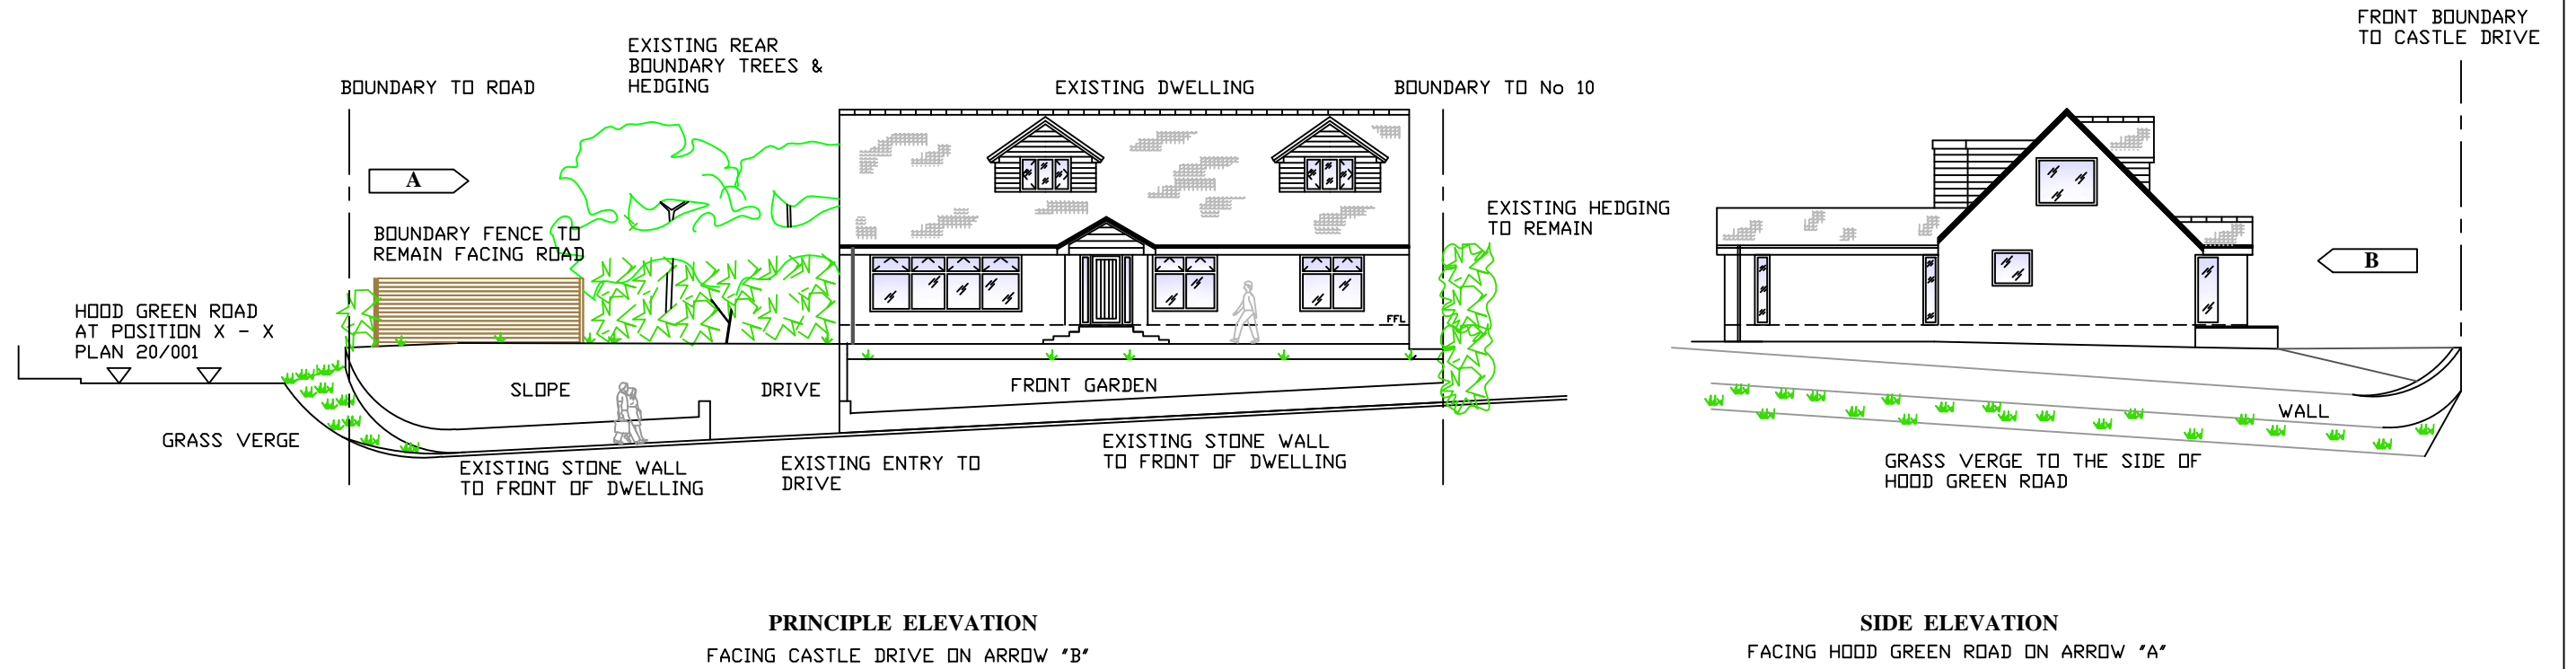 FRONT BOUNDARY
TO CASTLE DRIVE
EXISTING REAR
BOUNDARY TREES &
HEDGING
BOUNDARY TO ROAD
EXISTING DWELLING
BOUNDARY TO No 10
A
BOUNDARY FENCE TO
REMAIN FACING ROAD
EXISTING HEDGING
TO REMAIN
B
HOOD GREEN ROAD
AT POSITION X - X
PLAN 20/001
FFL
SLOPE
DRIVE
FRONT GARDEN
WALL
GRASS VERGE
EXISTING STONE WALL
TO FRONT OF DWELLING
EXISTING ENTRY TO
DRIVE
EXISTING STONE WALL
TO FRONT OF DWELLING
GRASS VERGE TO THE SIDE OF
HOOD GREEN ROAD
PRINCIPLE ELEVATION
FACING CASTLE DRIVE ON ARROW "B"
SIDE ELEVATION
FACING HOOD GREEN ROAD ON ARROW "A"